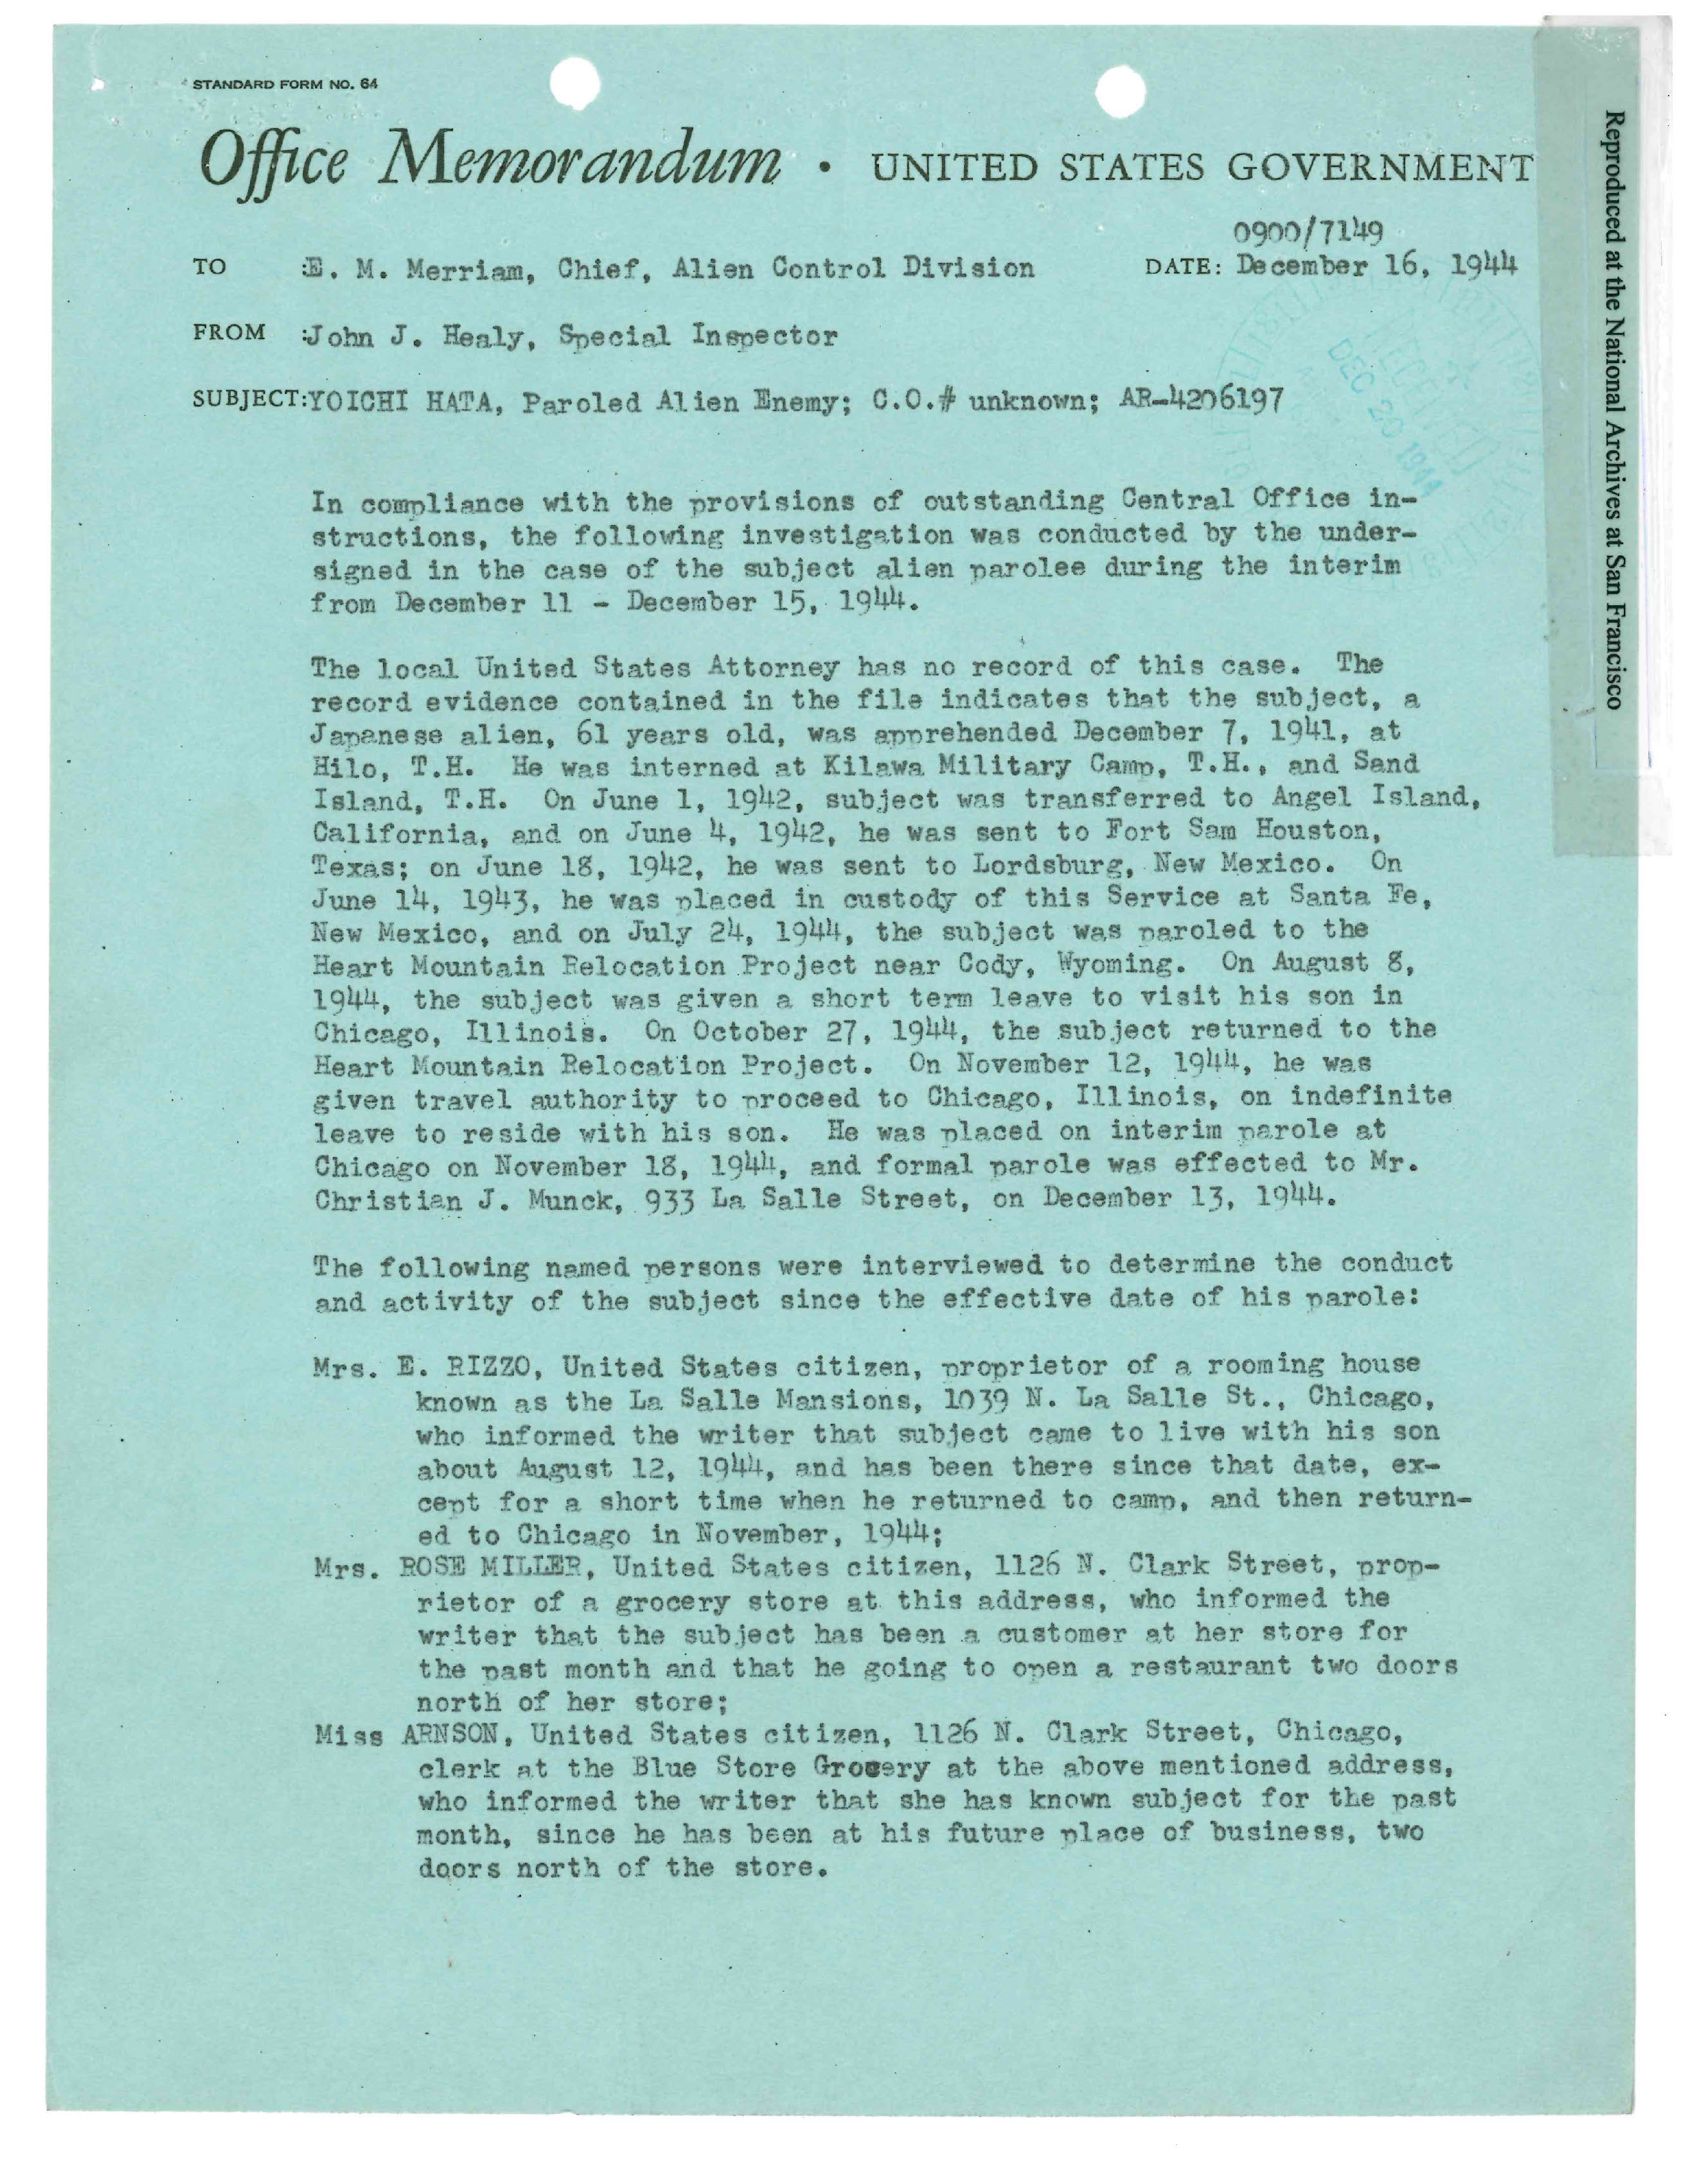 STANDARD FORM NO. 64
Office Memorandum • UNITED STATES GOVERNMENT
0900/7149
TO :E. M. Merriam, Chief, Alien Control Division DATE: December 16, 1944
FROM :John J. Healy, Special Inspector
SUBJECT:YOICHI HATA, Paroled Alien Enemy; C.O.# unknown; AR-4206197
DEC 20 1944
In compliance with the provisions of outstanding Central Office in-
structions, the following investigation was conducted by the under-
signed in the case of the subject alien parolee during the interim
from December 11 - December 15, 1944.
The local United States Attorney has no record of this case. The
record evidence contained in the file indicates that the subject, a
Japanese alien, 61 years old, was apprehended December 7, 1941, at
Hilo, T.H. He was interned at Kilawa Military Camp, T.H., and Sand
Island, T.H. On June 1, 1942, subject was transferred to Angel Island,
California, and on June 4, 1942, he was sent to Fort Sam Houston,
Texas; on June 18, 1942, he was sent to Lordsburg, New Mexico. On
June 14, 1943, he was placed in custody of this Service at Santa Fe,
New Mexico, and on July 24, 1944, the subject was paroled to the
Heart Mountain Relocation Project near Cody, Wyoming. On August 8,
1944, the subject was given a short term leave to visit his son in
Chicago, Illinois. On October 27, 1944, the subject returned to the
Heart Mountain Relocation Project. On November 12, 1944, he was
given travel authority to proceed to Chicago, Illinois, on indefinite
leave to reside with his son. He was placed on interim parole at
Chicago on November 18, 1944, and formal parole was effected to Mr.
Christian J. Munck, 933 La Salle Street, on December 13, 1944.
The following named persons were interviewed to determine the conduct
and activity of the subject since the effective date of his parole:
Mrs. E. RIZZO, United States citizen, proprietor of a rooming house
known as the La Salle Mansions, 1039 N. La Salle St., Chicago,
who informed the writer that subject came to live with his son
about August 12, 1944, and has been there since that date, ex-
cept for a short time when he returned to camp, and then return-
ed to Chicago in November, 1944;
Mrs. ROSE MILLER, United States citizen, 1126 N. Clark Street, prop-
rietor of a grocery store at this address, who informed the
writer that the subject has been a customer at her store for
the past month and that he going to open a restaurant two doors
north of her store;
Miss ARNSON, United States citizen, 1126 N. Clark Street, Chicago,
clerk at the Blue Store Grocery at the above mentioned address,
who informed the writer that she has known subject for the past
month, since he has been at his future place of business, two
doors north of the store.
Reproduced at the National Archives at San Francisco